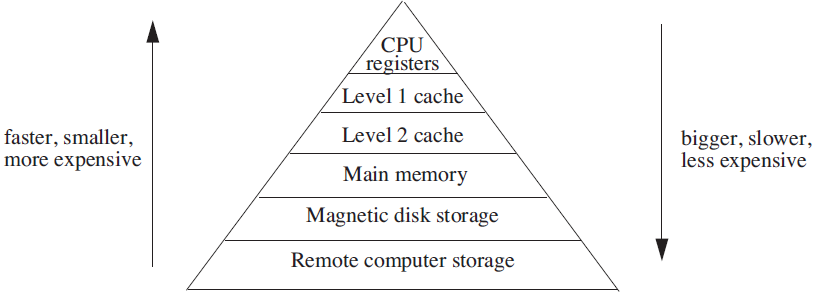 CPU
registers
Level 1 cache
Level 2 cache
Main memory
Magnetic disk storage
Remote computer storage
faster, smaller,
more expensive
bigger, slower,
less expensive